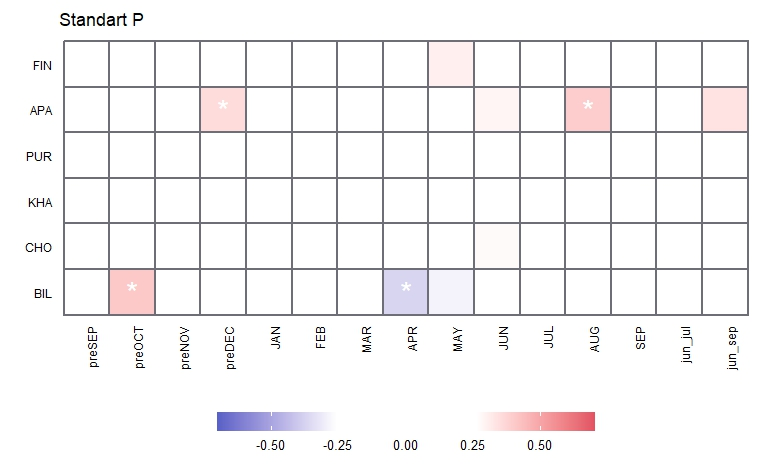 Standart P
FIN
APA * *
PUR
KHA
CHO
BIL * *
preSEP preOCT preNOV preDEC JAN FEB MAR APR MAY JUN JUL AUG SEP jun_jul jun_sep
-0.50 -0.25 0.00 0.25 0.50